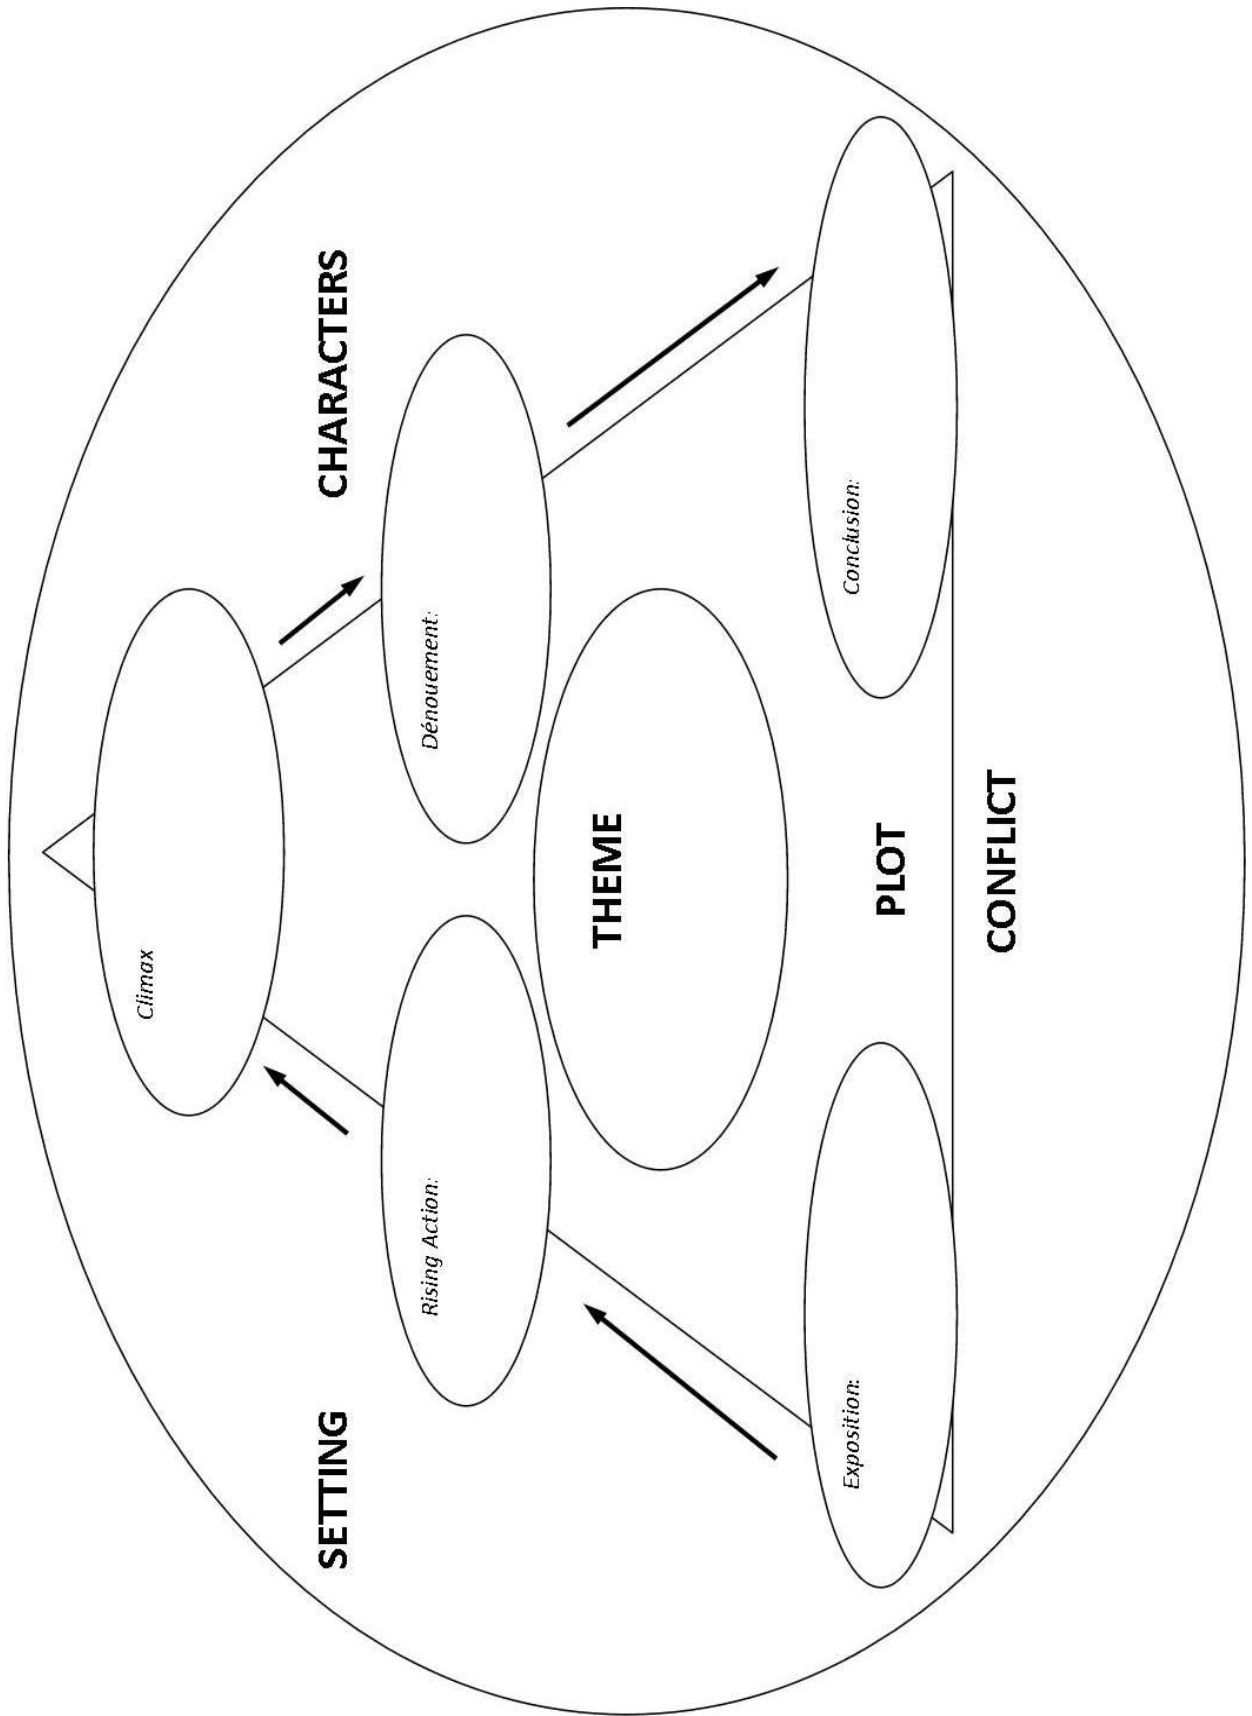 Climax
SETTING
CHARACTERS
Rising Action:
Dénouement:
THEME
Exposition:
Conclusion:
PLOT
CONFLICT